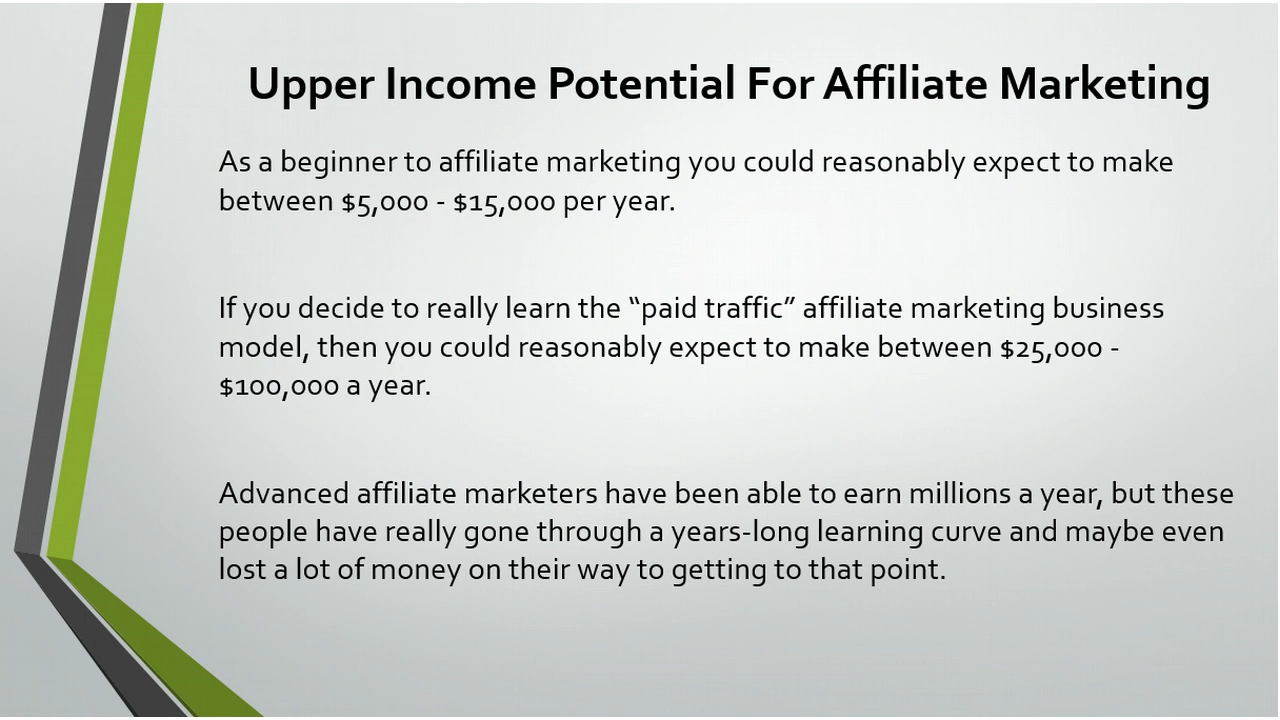 Upper Income Potential For Affiliate Marketing
As a beginner to affiliate marketing you could reasonably expect to make
between $5,000 - $15,000 per year.
If you decide to really learn the “paid traffic” affiliate marketing business
model, then you could reasonably expect to make between $25,000 -
$100,000 a year.
Advanced affiliate marketers have been able to earn millions a year, but these
people have really gone through a years-long learning curve and maybe even
lost a lot of money on their way to getting to that point.